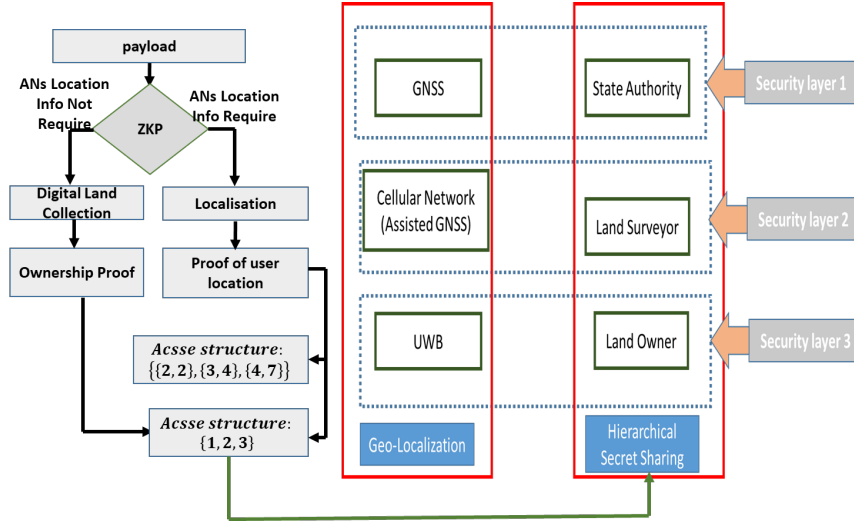 payload
ANs Location
Info Not
Require
ANs Location
Info Require
ZKP
Digital Land
Collection
Localisation
Ownership Proof
Proof of user
location
Acsse structure:
{{2, 2}, {3, 4}, {4, 7}}
Acsse structure:
{1, 2, 3}
GNSS
State Authority
Security layer 1
Cellular Network
(Assisted GNSS)
Land Surveyor
Security layer 2
UWB
Land Owner
Security layer 3
Geo-Localization
Hierarchical
Secret Sharing